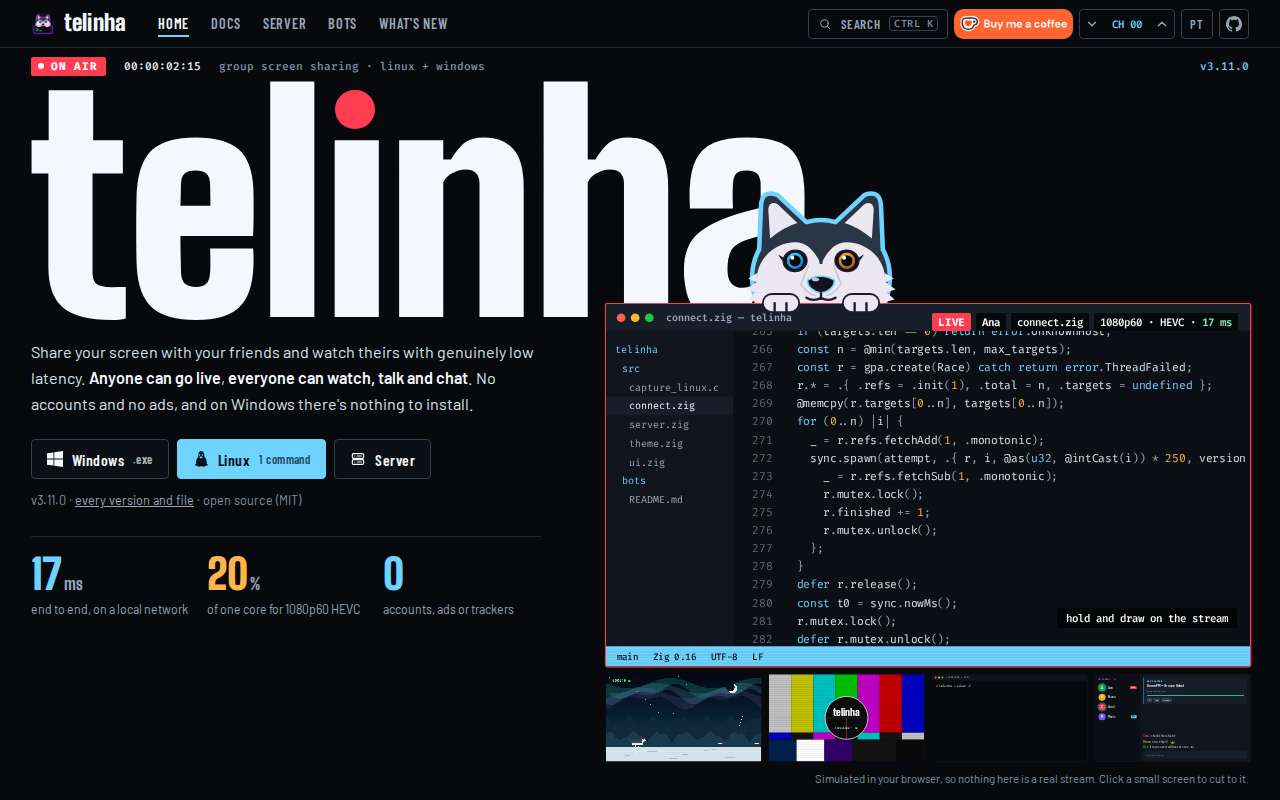 telinha HOME DOCS SERVER BOTS WHAT'S NEW SEARCH CTRL K Buy me a coffee CH 00 PT
ON AIR 00:00:02:15 group screen sharing · linux + windows v3.11.0
telinha
Share your screen with your friends and watch theirs with genuinely low
latency. Anyone can go live, everyone can watch, talk and chat. No
accounts and no ads, and on Windows there's nothing to install.
Windows .exe Linux 1 command Server
v3.11.0 · every version and file · open source (MIT)
17 ms 20 % 0
end to end, on a local network of one core for 1080p60 HEVC accounts, ads or trackers
connect.zig — telinha LIVE Ana connect.zig 1080p60 · HEVC · 17 ms
telinha
src
capture_linux.c
connect.zig
server.zig
theme.zig
ui.zig
bots
README.md
265 if (targets.len == 0) return error.UnknownHost;
266 const n = @min(targets.len, max_targets);
267 const r = gpa.create(Race) catch return error.ThreadFailed;
268 r.* = .{ .refs = .init(1), .total = n, .targets = undefined };
269 @memcpy(r.targets[0..n], targets[0..n]);
270 for (0..n) |i| {
271 _ = r.refs.fetchAdd(1, .monotonic);
272 sync.spawn(attempt, .{ r, i, @as(u32, @intCast(i)) * 250, version
273 _ = r.refs.fetchSub(1, .monotonic);
274 r.mutex.lock();
275 r.finished += 1;
276 r.mutex.unlock();
277 };
278 }
279 defer r.release();
280 const t0 = sync.nowMs();
281 r.mutex.lock();
282 defer r.mutex.unlock();
hold and draw on the stream
main Zig 0.16 UTF-8 LF
telinha
Simulated in your browser, so nothing here is a real stream. Click a small screen to cut to it.